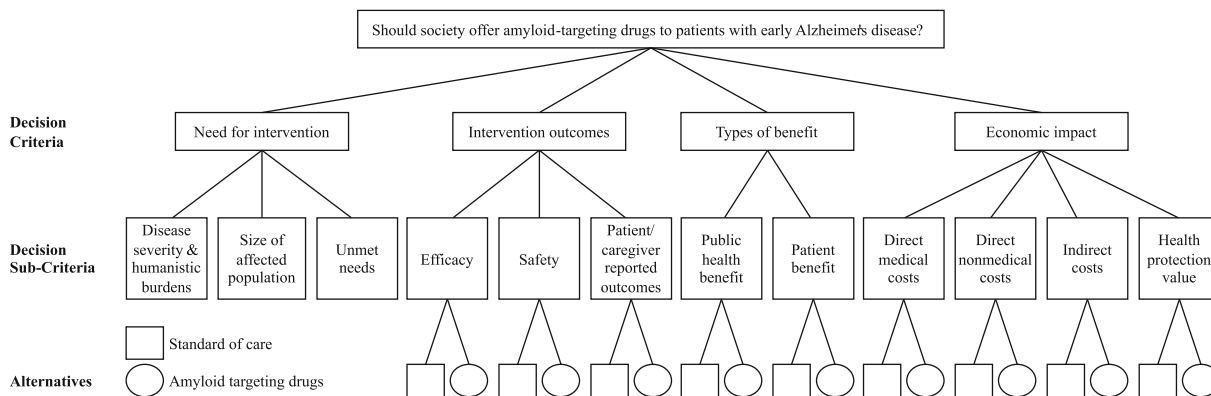 Should society offer amyloid-targeting drugs to patients with early Alzheimer's disease?
Decision
Criteria
Need for intervention
Intervention outcomes
Types of benefit
Economic impact
Decision
Sub-Criteria
Disease
severity &
humanistic
burdens
Size of
affected
population
Unmet
needs
Efficacy
Safety
Patient/
caregiver
reported
outcomes
Public
health
benefit
Patient
benefit
Direct
medical
costs
Direct
nonmedical
costs
Indirect
costs
Health
protection
value
Standard of care
Alternatives
Amyloid targeting drugs